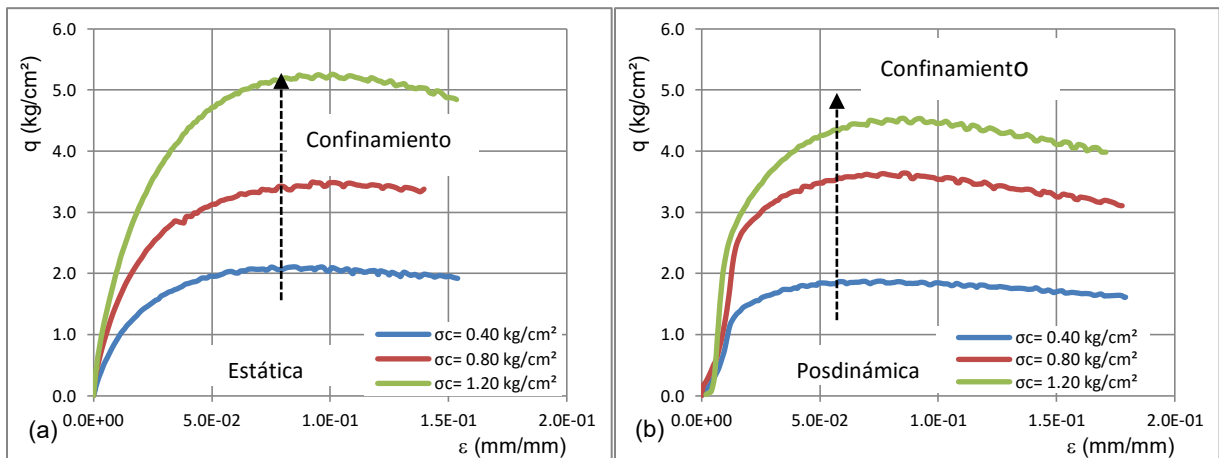 6.0
5.0
4.0
3.0
2.0
1.0
0.0
q (kg/cm²)
Confinamiento
σc= 0.40 kg/cm²
σc= 0.80 kg/cm²
σc= 1.20 kg/cm²
Estática
0.0E+00 5.0E-02 1.0E-01 1.5E-01 2.0E-01
(a)
ε (mm/mm)
6.0
5.0
4.0
3.0
2.0
1.0
0.0
q (kg/cm²)
Confinamiento
σc= 0.40 kg/cm²
σc= 0.80 kg/cm²
σc= 1.20 kg/cm²
Posdinámica
0.0E+00 5.0E-02 1.0E-01 1.5E-01 2.0E-01
(b)
ε (mm/mm)